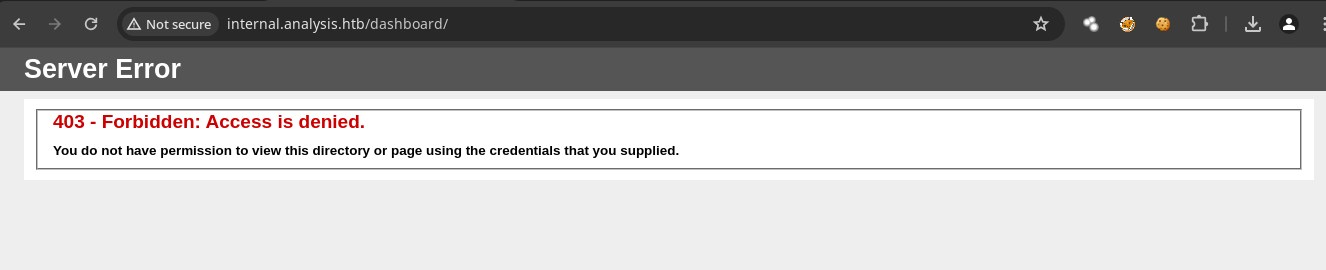 Not secure internal.analysis.htb/dashboard/
Server Error
403 - Forbidden: Access is denied.
You do not have permission to view this directory or page using the credentials that you supplied.